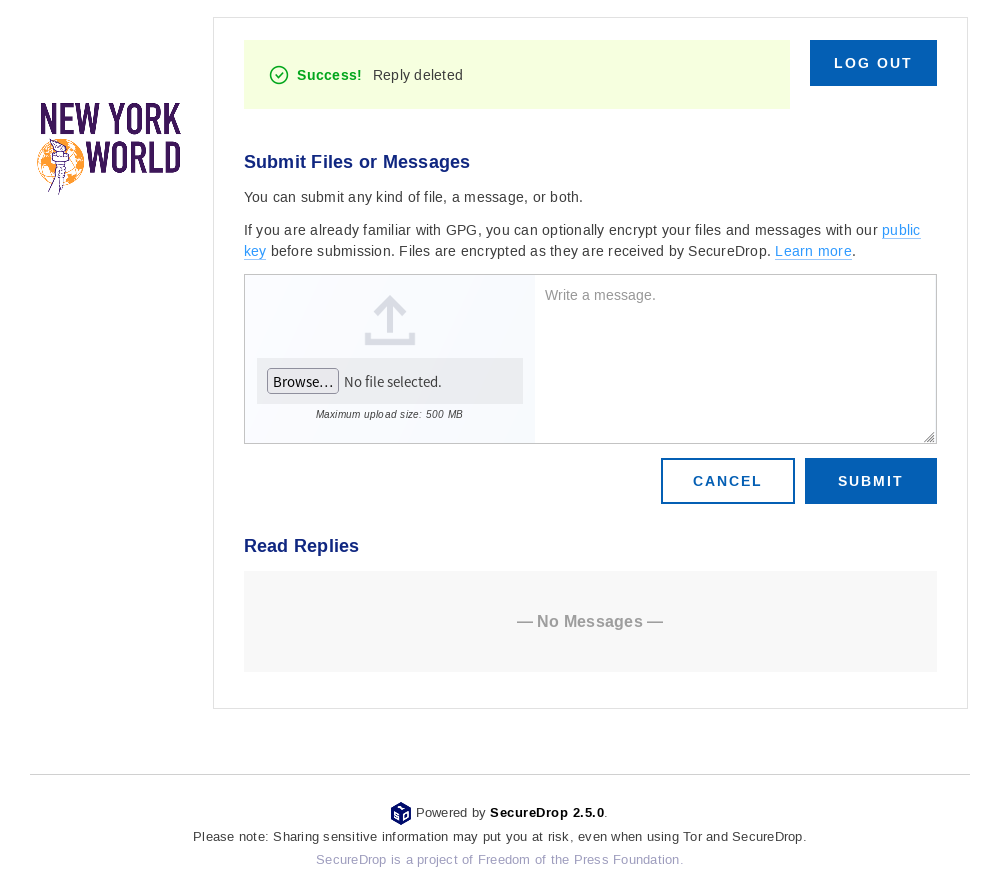 NEW YORK
WORLD
Success! Reply deleted
LOG OUT
Submit Files or Messages
You can submit any kind of file, a message, or both.
If you are already familiar with GPG, you can optionally encrypt your files and messages with our public
key before submission. Files are encrypted as they are received by SecureDrop. Learn more.
Browse… No file selected.
Maximum upload size: 500 MB
Write a message.
CANCEL
SUBMIT
Read Replies
— No Messages —
Powered by SecureDrop 2.5.0.
Please note: Sharing sensitive information may put you at risk, even when using Tor and SecureDrop.
SecureDrop is a project of Freedom of the Press Foundation.